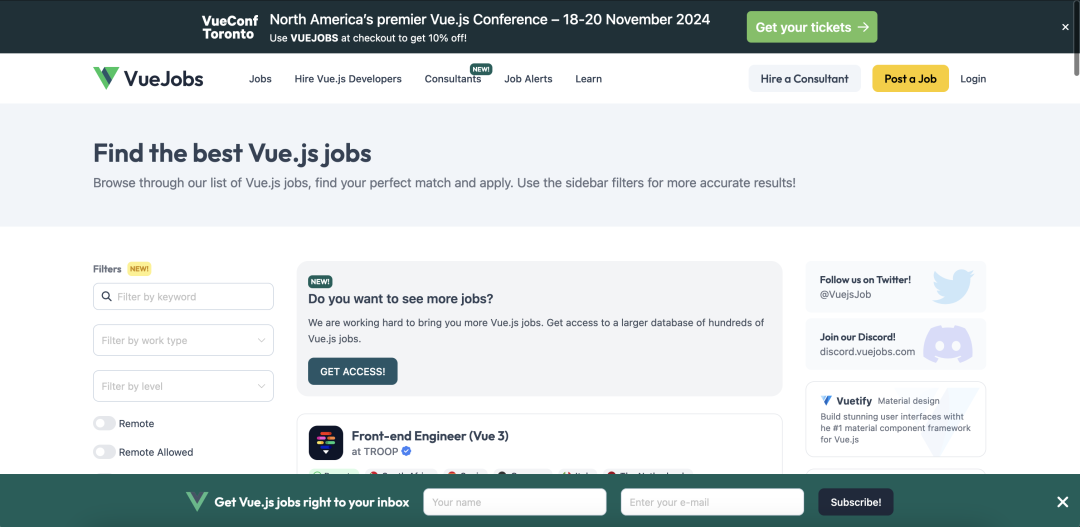 VueConf
Toronto
North America's premier Vue.js Conference – 18-20 November 2024
Use VUEJOBS at checkout to get 10% off!
Get your tickets →
×
VueJobs
Jobs
Hire Vue.js Developers
Consultants
NEW!
Job Alerts
Learn
Hire a Consultant
Post a Job
Login
Find the best Vue.js jobs
Browse through our list of Vue.js jobs, find your perfect match and apply. Use the sidebar filters for more accurate results!
Filters NEW!
Filter by keyword
Filter by work type
Filter by level
Remote
Remote Allowed
NEW!
Do you want to see more jobs?
We are working hard to bring you more Vue.js jobs. Get access to a larger database of hundreds of
Vue.js jobs.
GET ACCESS!
Front-end Engineer (Vue 3)
at TROOP
Follow us on Twitter!
@VuejsJob
Join our Discord!
discord.vuejobs.com
Vuetify Material design
Build stunning user interfaces witht
he #1 material component framework
for Vue.js
Get Vue.js jobs right to your inbox
Your name
Enter your e-mail
Subscribe!